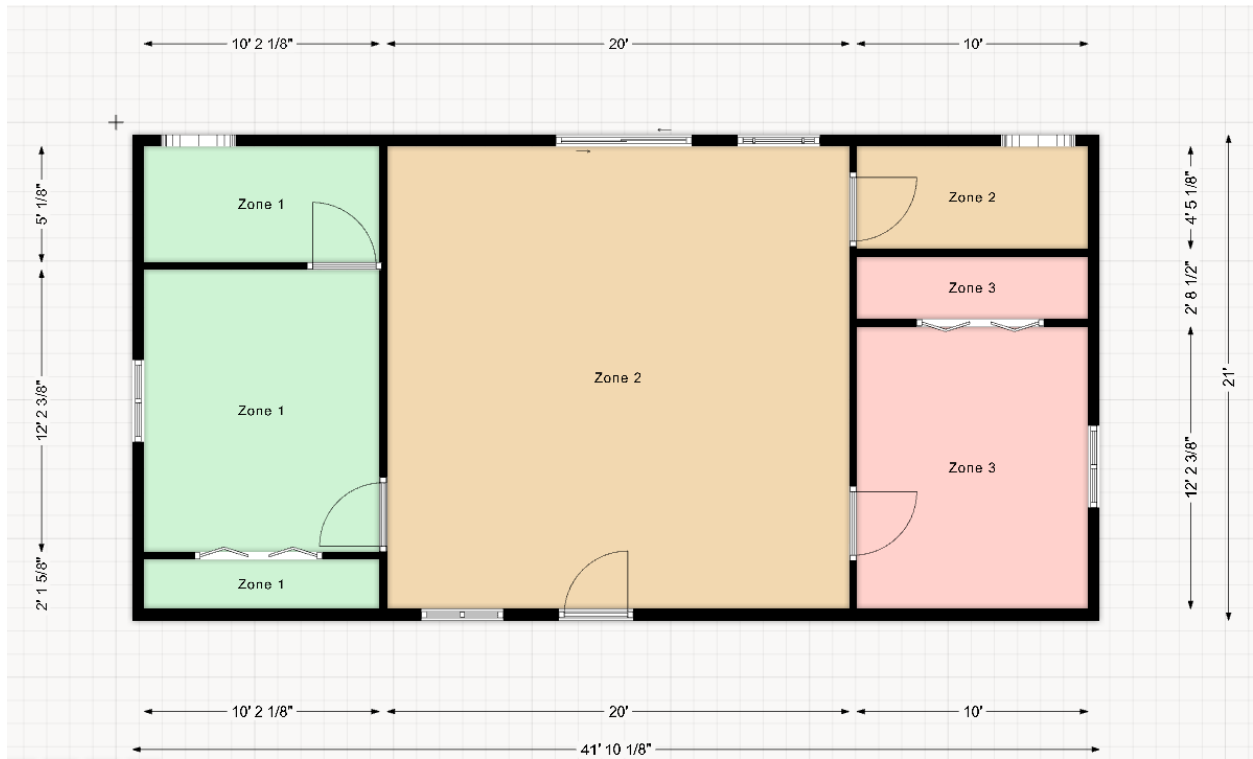 10' 2 1/8"
20'
10'
5' 1/8"
Zone 1
Zone 2
4' 5 1/8"
Zone 3
2' 8 1/2"
21'
Zone 2
12' 2 3/8"
Zone 1
Zone 3
12' 2 3/8"
2' 1 5/8"
Zone 1
10' 2 1/8"
20'
10'
41' 10 1/8"